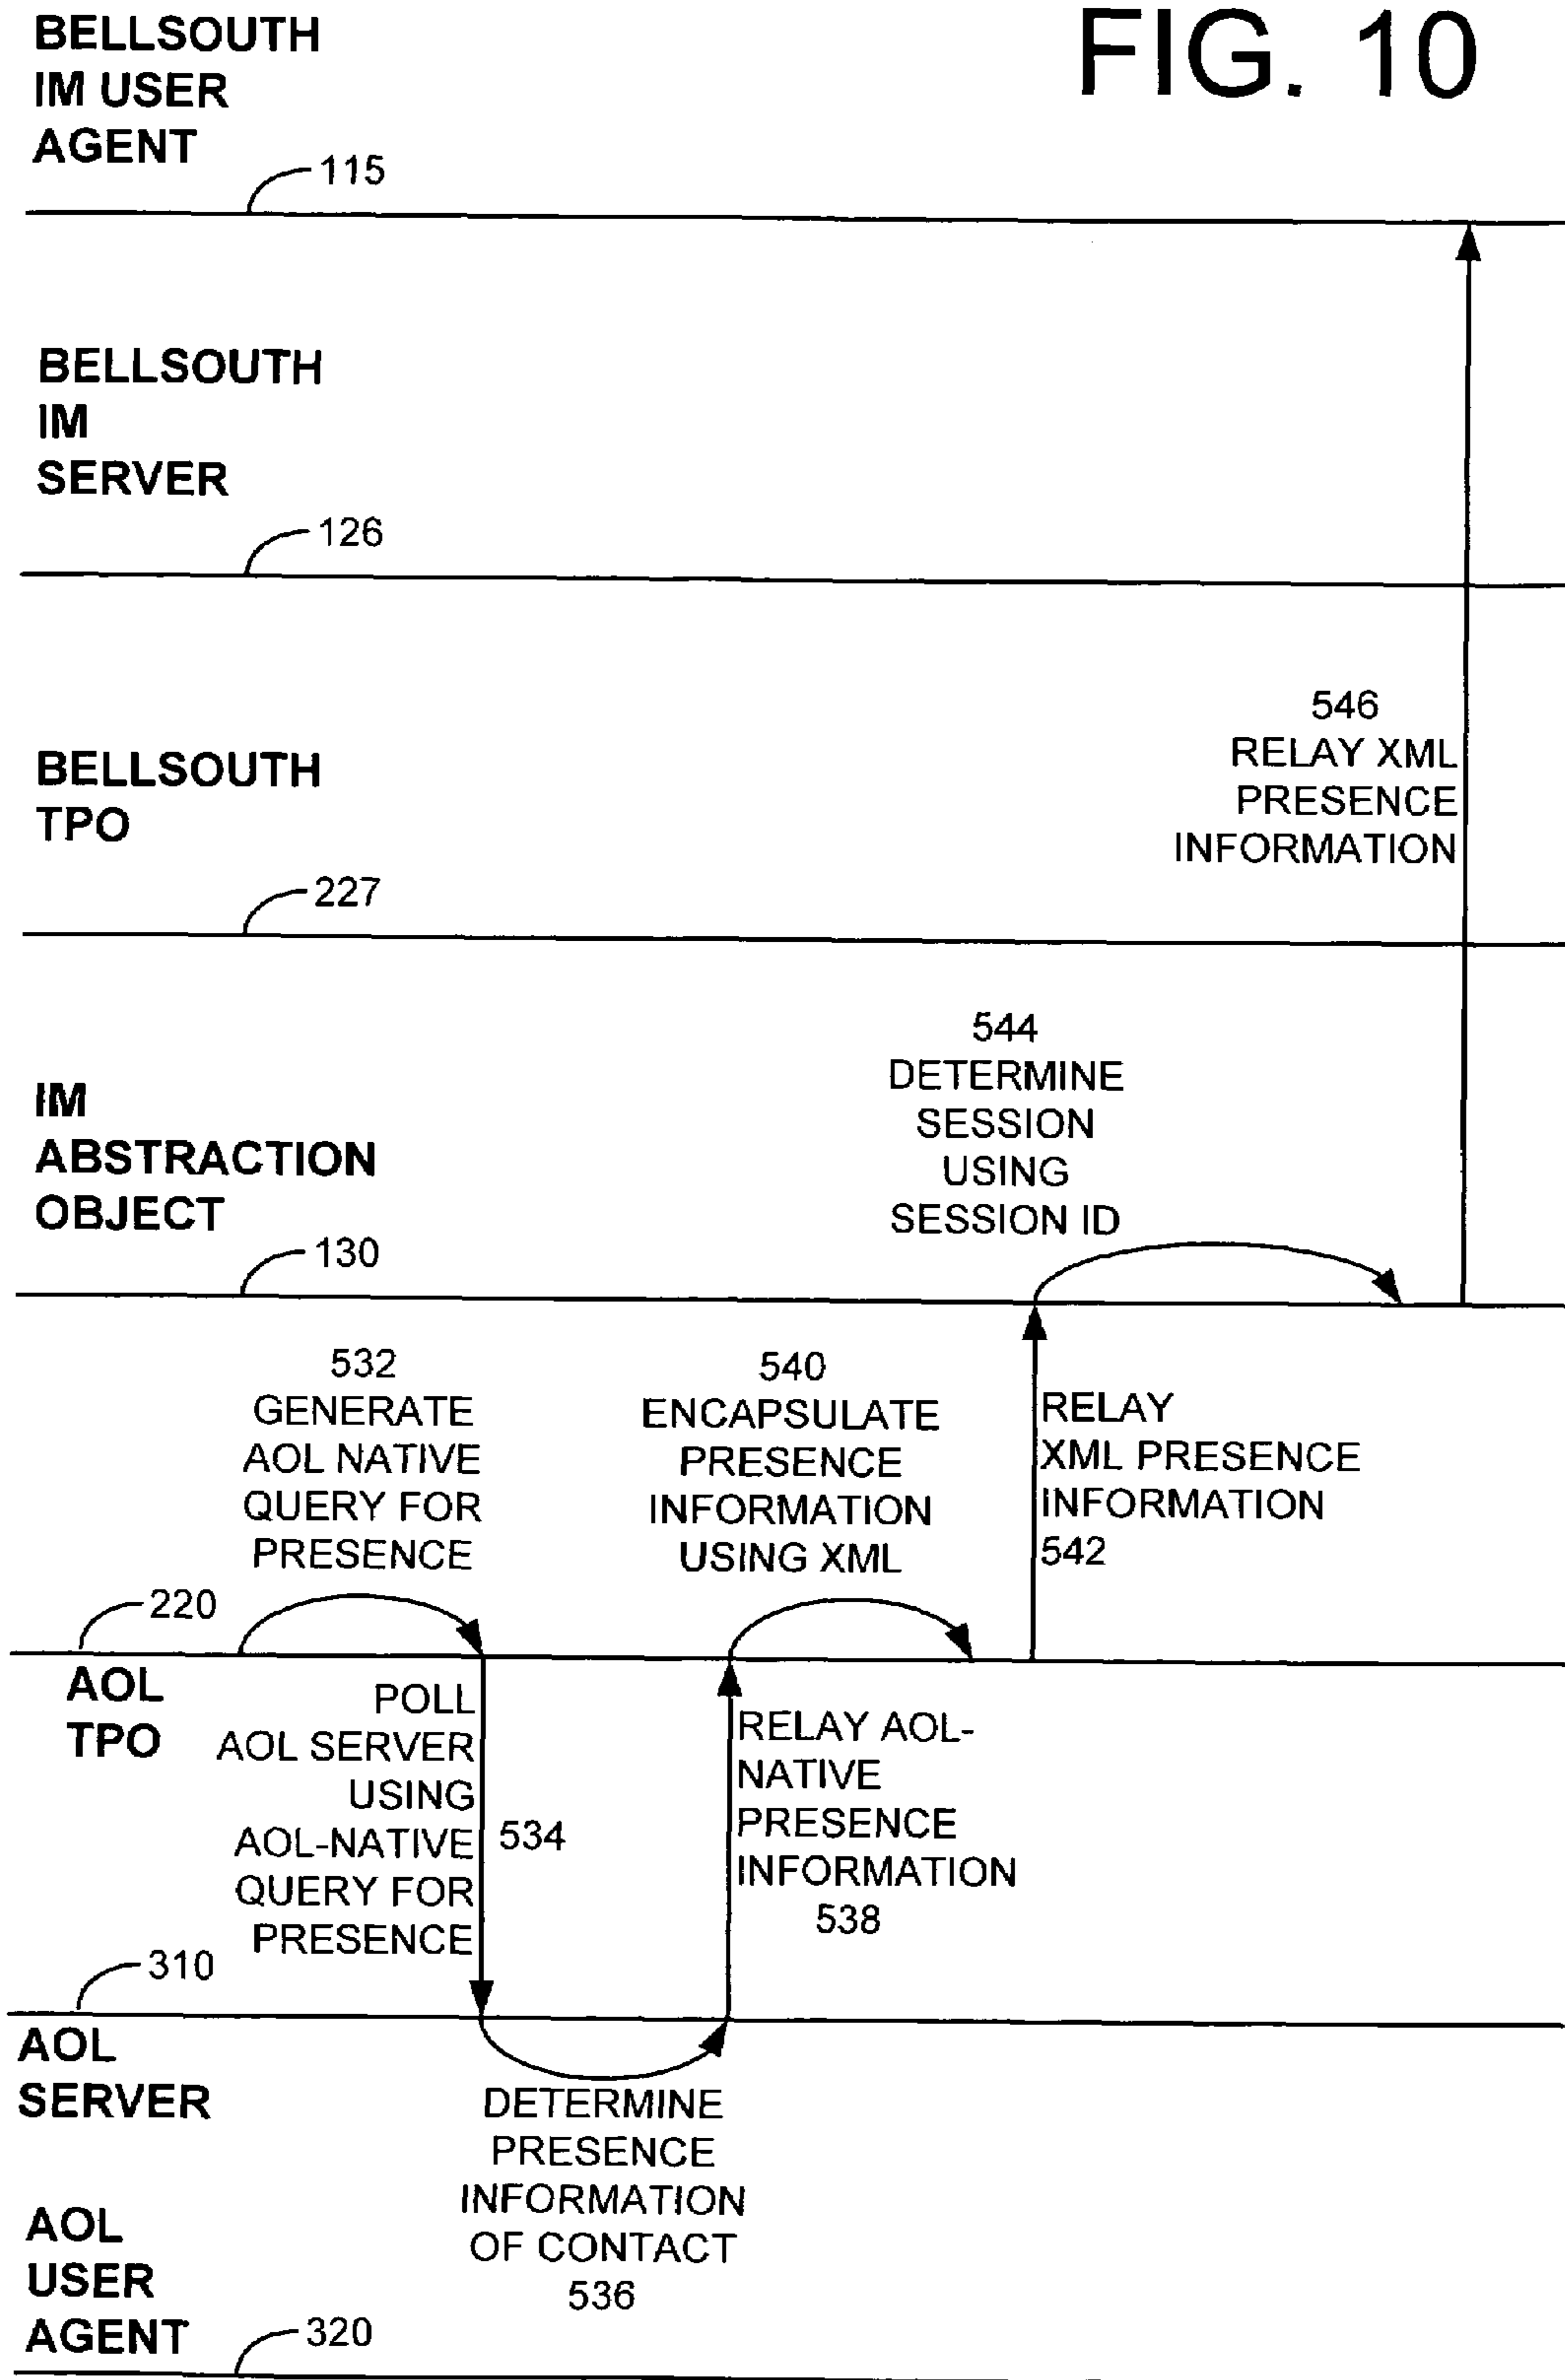 FIG. 10
BELLSOUTH
IM USER
AGENT
115
BELLSOUTH
IM
SERVER
126
546
RELAY XML
PRESENCE
INFORMATION
BELLSOUTH
TPO
227
544
DETERMINE
SESSION
USING
SESSION ID
IM
ABSTRACTION
OBJECT
130
532
GENERATE
AOL NATIVE
QUERY FOR
PRESENCE
540
ENCAPSULATE
PRESENCE
INFORMATION
USING XML
RELAY
XML PRESENCE
INFORMATION
542
220
AOL
TPO
POLL
AOL SERVER
USING
AOL-NATIVE
QUERY FOR
PRESENCE
534
RELAY AOL-
NATIVE
PRESENCE
INFORMATION
538
310
AOL
SERVER
DETERMINE
PRESENCE
INFORMATION
OF CONTACT
536
AOL
USER
AGENT
320